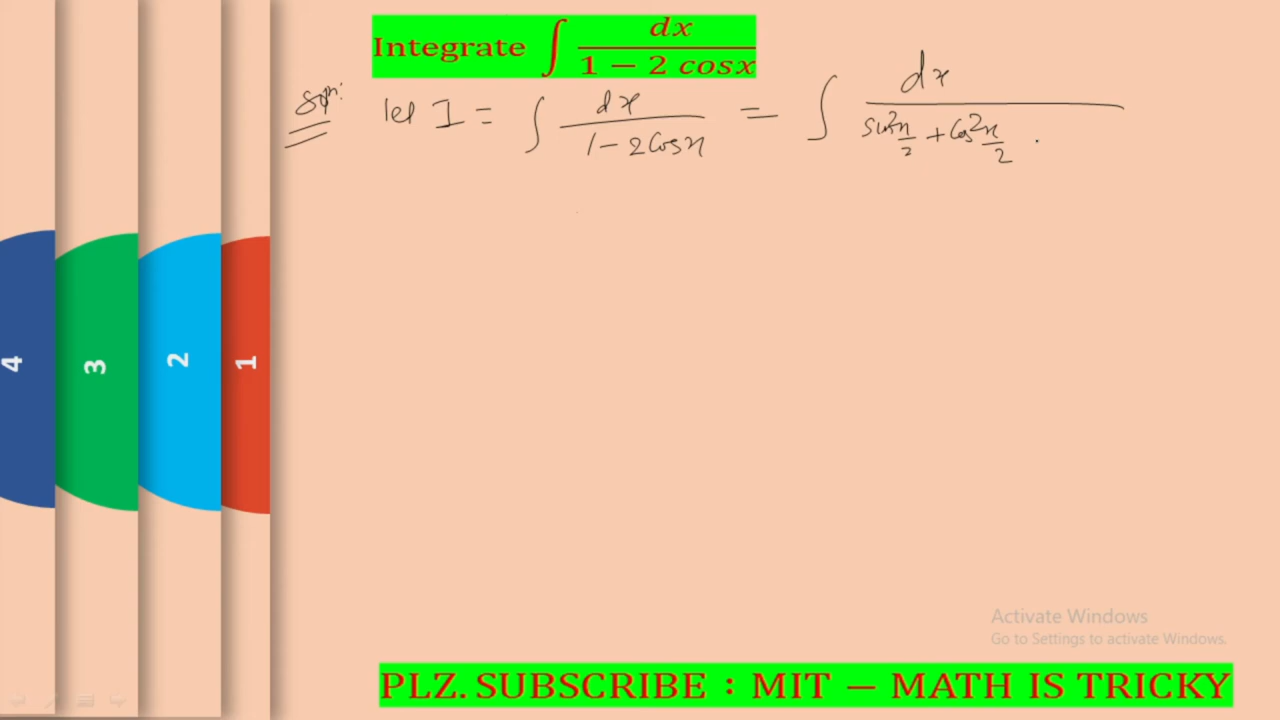 Integrate ∫ dx / (1 − 2 cosx)
Solⁿ: let I = ∫ dx / (1 − 2Cosx) = ∫ dx / (Sin²x/2 + Cos²x/2 .
4
3
2
1
Activate Windows
Go to Settings to activate Windows.
PLZ. SUBSCRIBE : MIT − MATH IS TRICKY